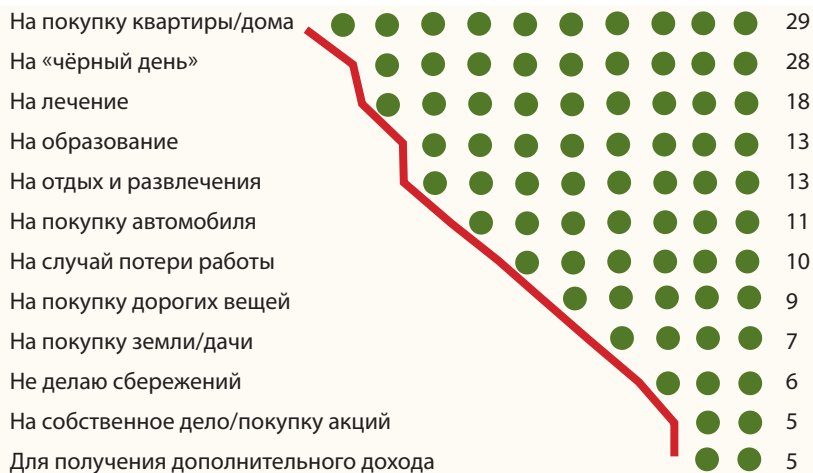 На покупку квартиры/дома 29
На «чёрный день» 28
На лечение 18
На образование 13
На отдых и развлечения 13
На покупку автомобиля 11
На случай потери работы 10
На покупку дорогих вещей 9
На покупку земли/дачи 7
Не делаю сбережений 6
На собственное дело/покупку акций 5
Для получения дополнительного дохода 5